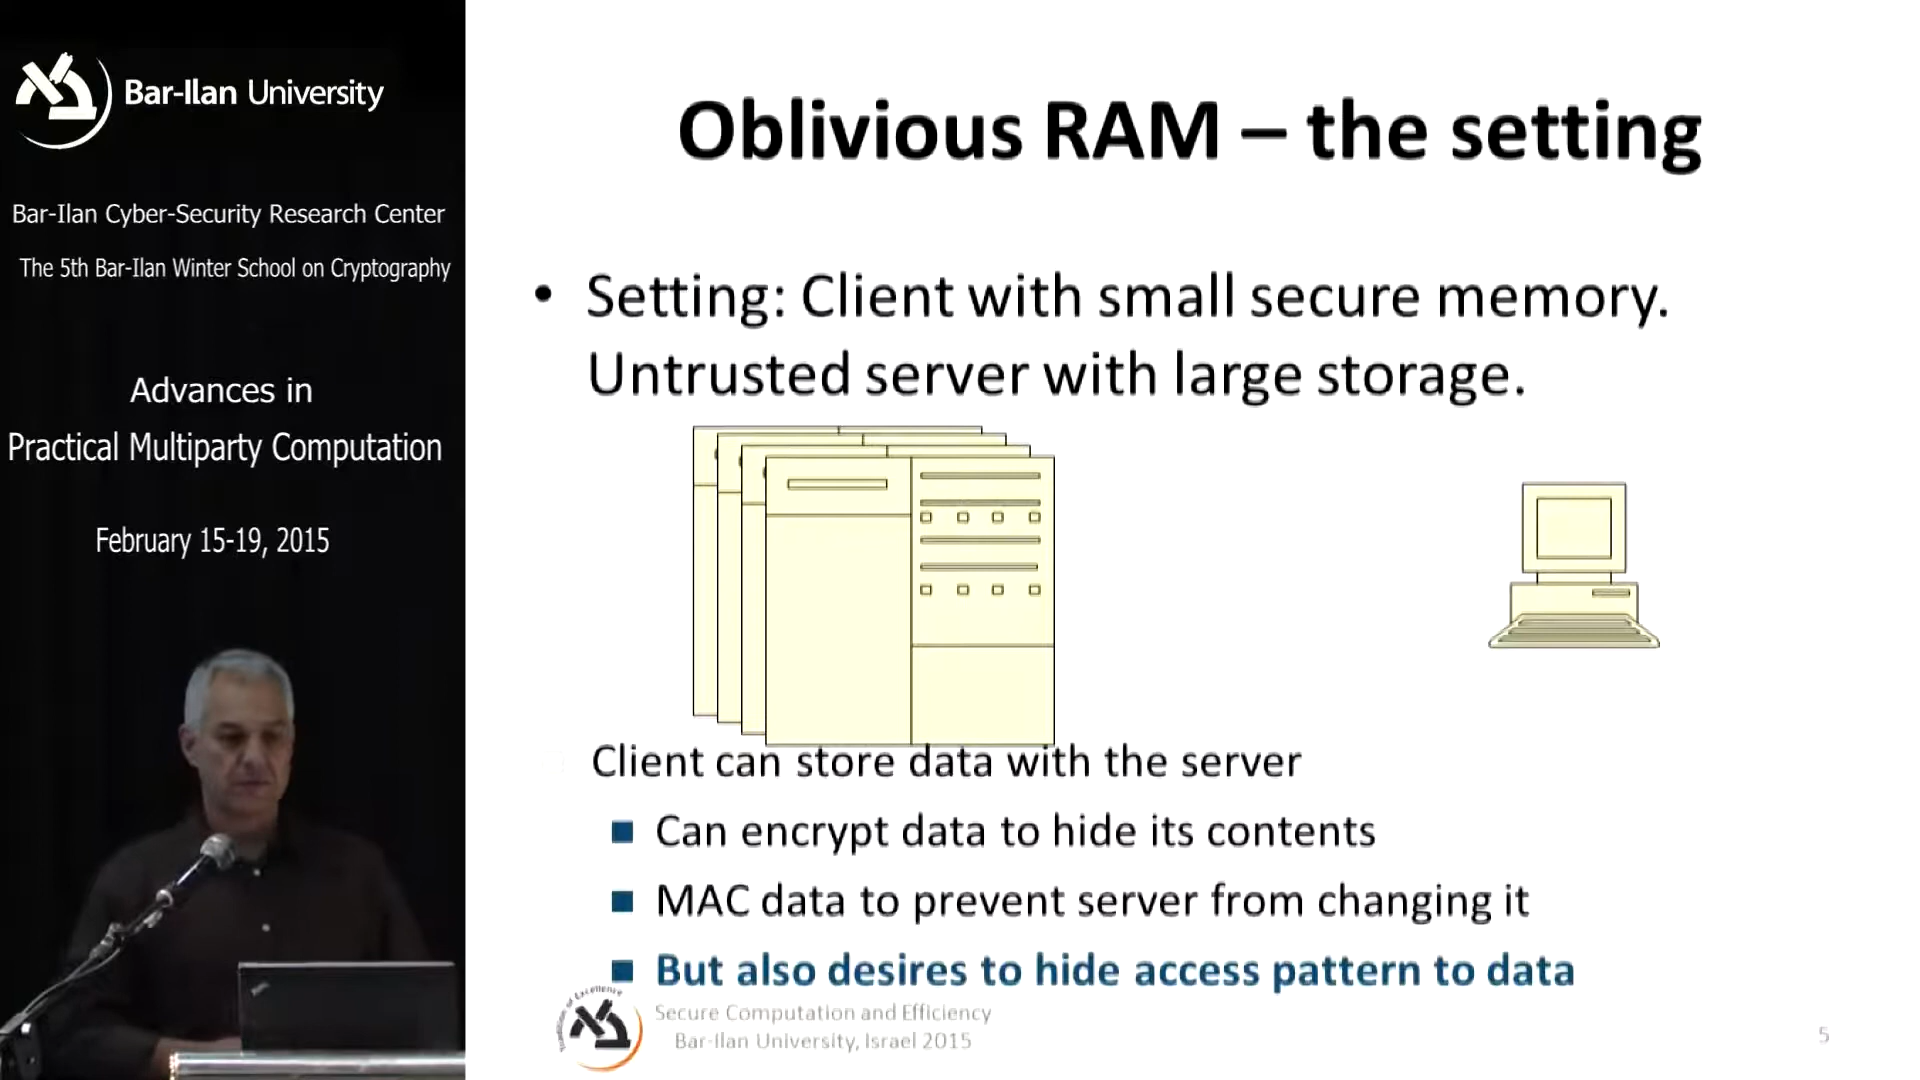 Bar-Ilan University
Bar-Ilan Cyber-Security Research Center
The 5th Bar-Ilan Winter School on Cryptography
Advances in
Practical Multiparty Computation
February 15-19, 2015
Oblivious RAM – the setting
• Setting: Client with small secure memory.
Untrusted server with large storage.
Client can store data with the server
Can encrypt data to hide its contents
MAC data to prevent server from changing it
But also desires to hide access pattern to data
Secure Computation and Efficiency
Bar-Ilan University, Israel 2015
5